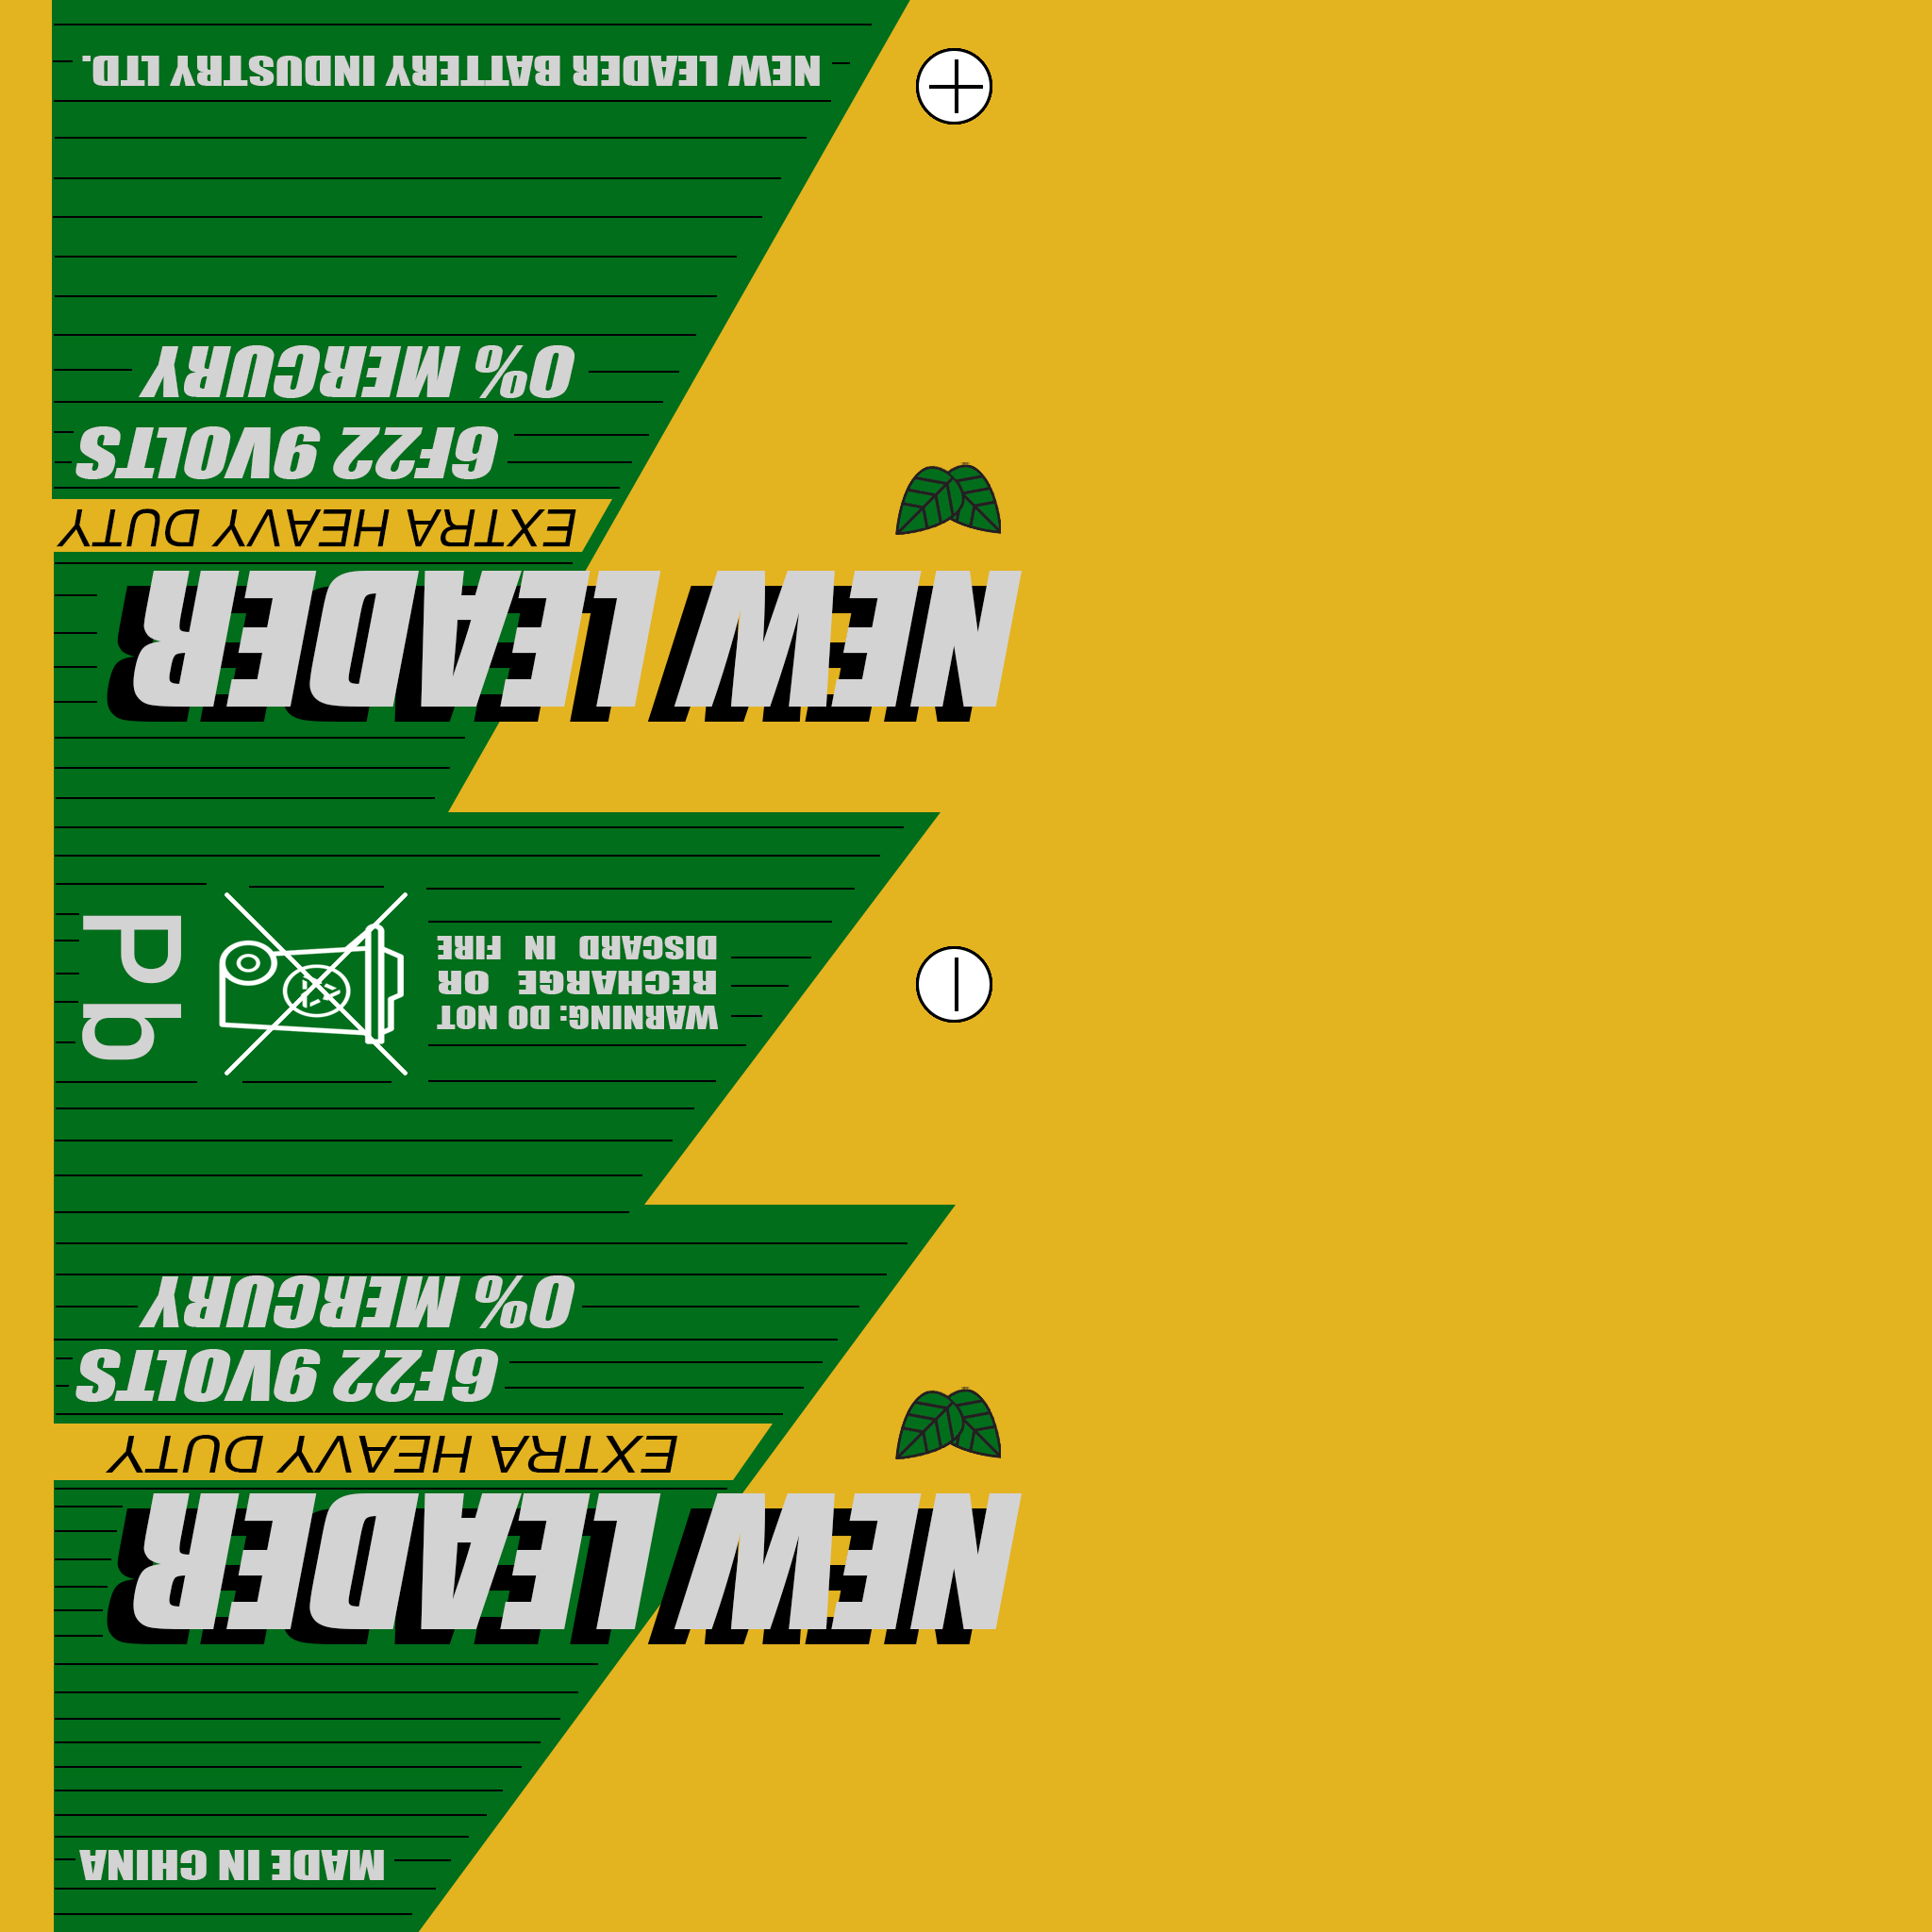 MADE IN CHINA
NEW LEADER
EXTRA HEAVY DUTY
6F22 9VOLTS
0% MERCURY
WARNING: DO NOT
RECHARGE OR
DISCARD IN FIRE
Pb
NEW LEADER
EXTRA HEAVY DUTY
6F22 9VOLTS
0% MERCURY
NEW LEADER BATTERY INDUSTRY LTD.